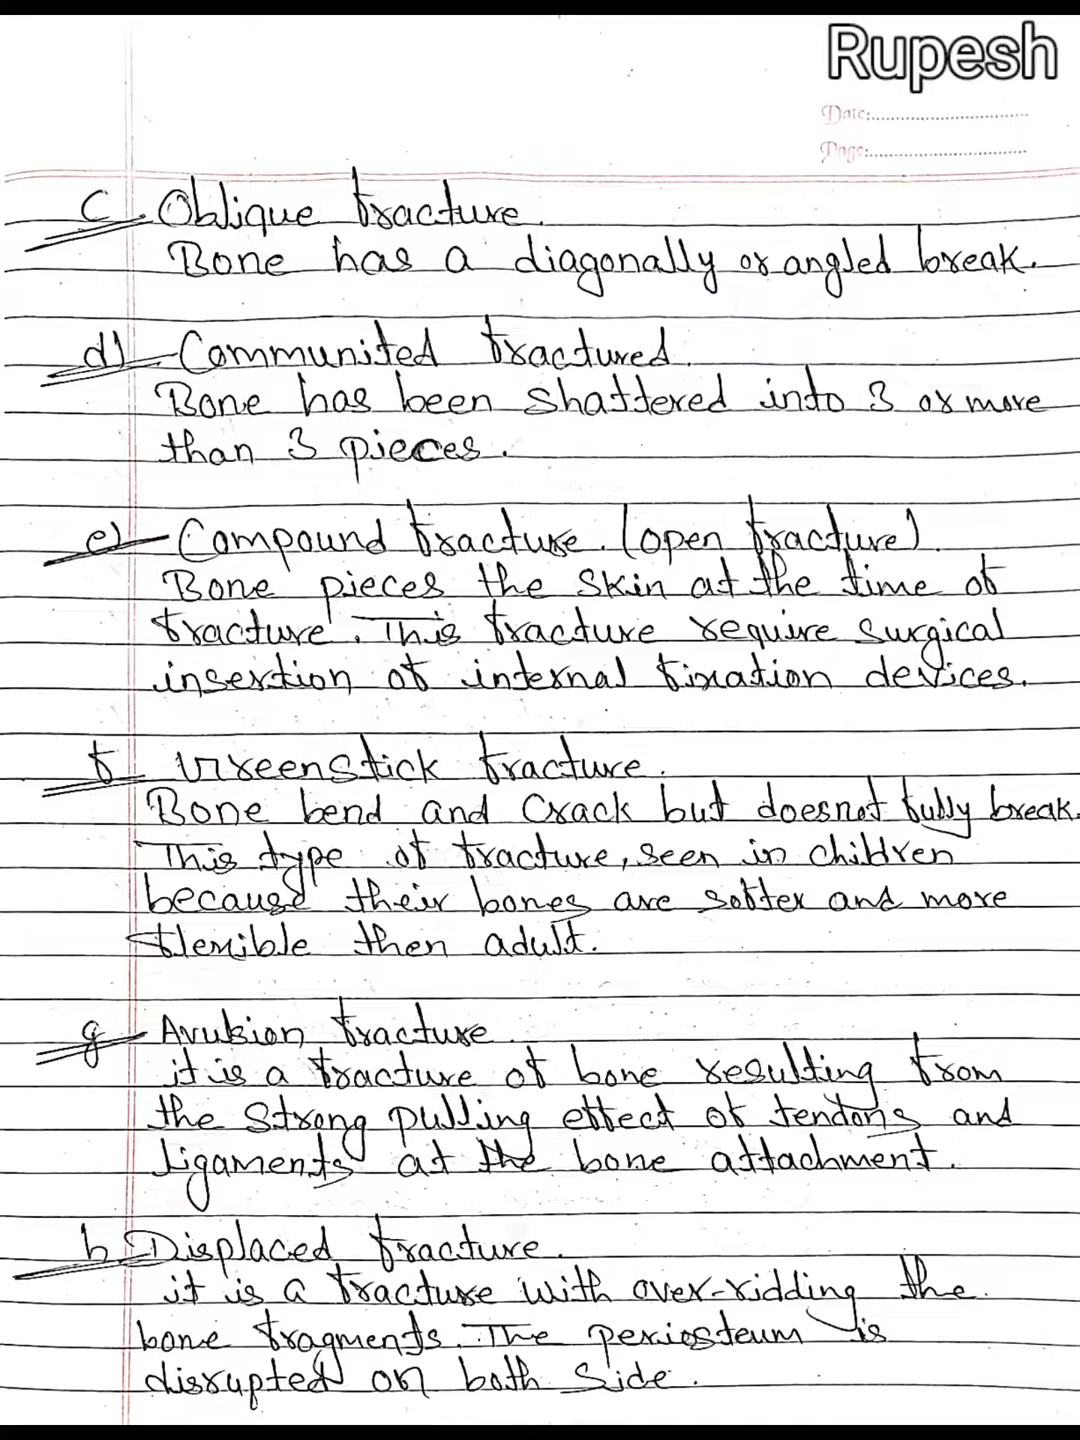 Rupesh
Date:
Page:
c. Oblique fracture.
Bone has a diagonally or angled break.
d) Communited fractured.
Bone has been shattered into 3 or more
than 3 pieces.
e) Compound fracture. (open fracture)
Bone pieces the skin at the time of
fracture. This fracture require surgical
insertion of internal fixation devices.
f Greenstick fracture.
Bone bend and Crack but doesnot fully break.
This type of fracture, seen in children
because their bones are softer and more
flexible then adult.
g Avulsion fracture.
it is a fracture of bone resulting from
the strong pulling effect of tendons and
ligaments at the bone attachment.
h Displaced fracture.
it is a fracture with over-ridding the
bone fragments. The periosteum is
disrupted on both side.